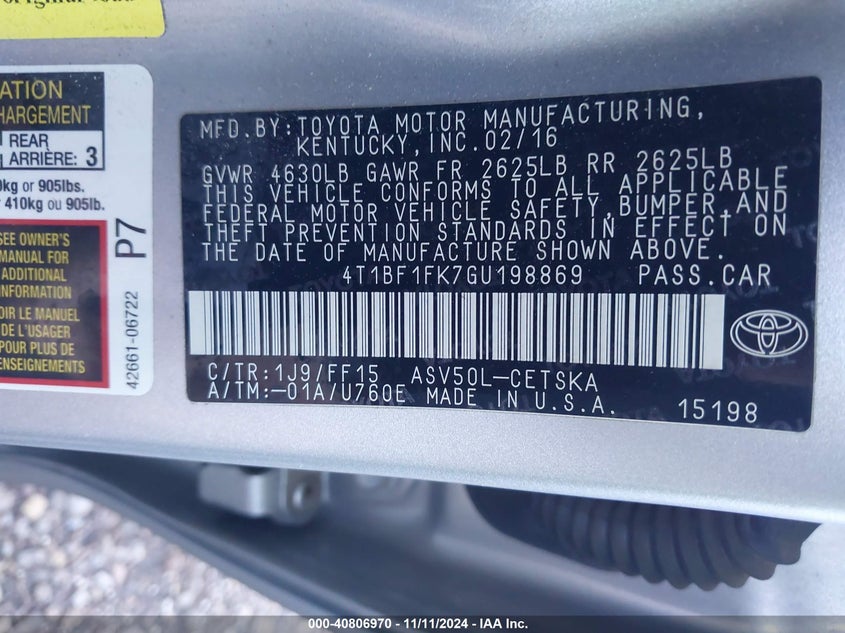 MFD.BY:TOYOTA MOTOR MANUFACTURING,
KENTUCKY,INC.02/16
GVWR 4630LB GAWR FR 2625LB RR 2625LB
THIS VEHICLE CONFORMS TO ALL APPLICABLE
FEDERAL MOTOR VEHICLE SAFETY,BUMPER,AND
THEFT PREVENTION STANDARDS IN EFFECT ON
THE DATE OF MANUFACTURE SHOWN ABOVE.
4T1BF1FK7GU198869 PASS.CAR
C/TR:1J9/FF15 ASV50L-CETSKA
A/TM:-01A/U760E MADE IN U.S.A.
15198
REAR
ARRIÈRE: 3
or 905lbs.
410kg ou 905lb.
SEE OWNER'S
MANUAL FOR
ADDITIONAL
INFORMATION
LE MANUEL
DE L'USAGER
POUR PLUS DE
P7
42661-06722
000-40806970 - 11/11/2024 - IAA Inc.